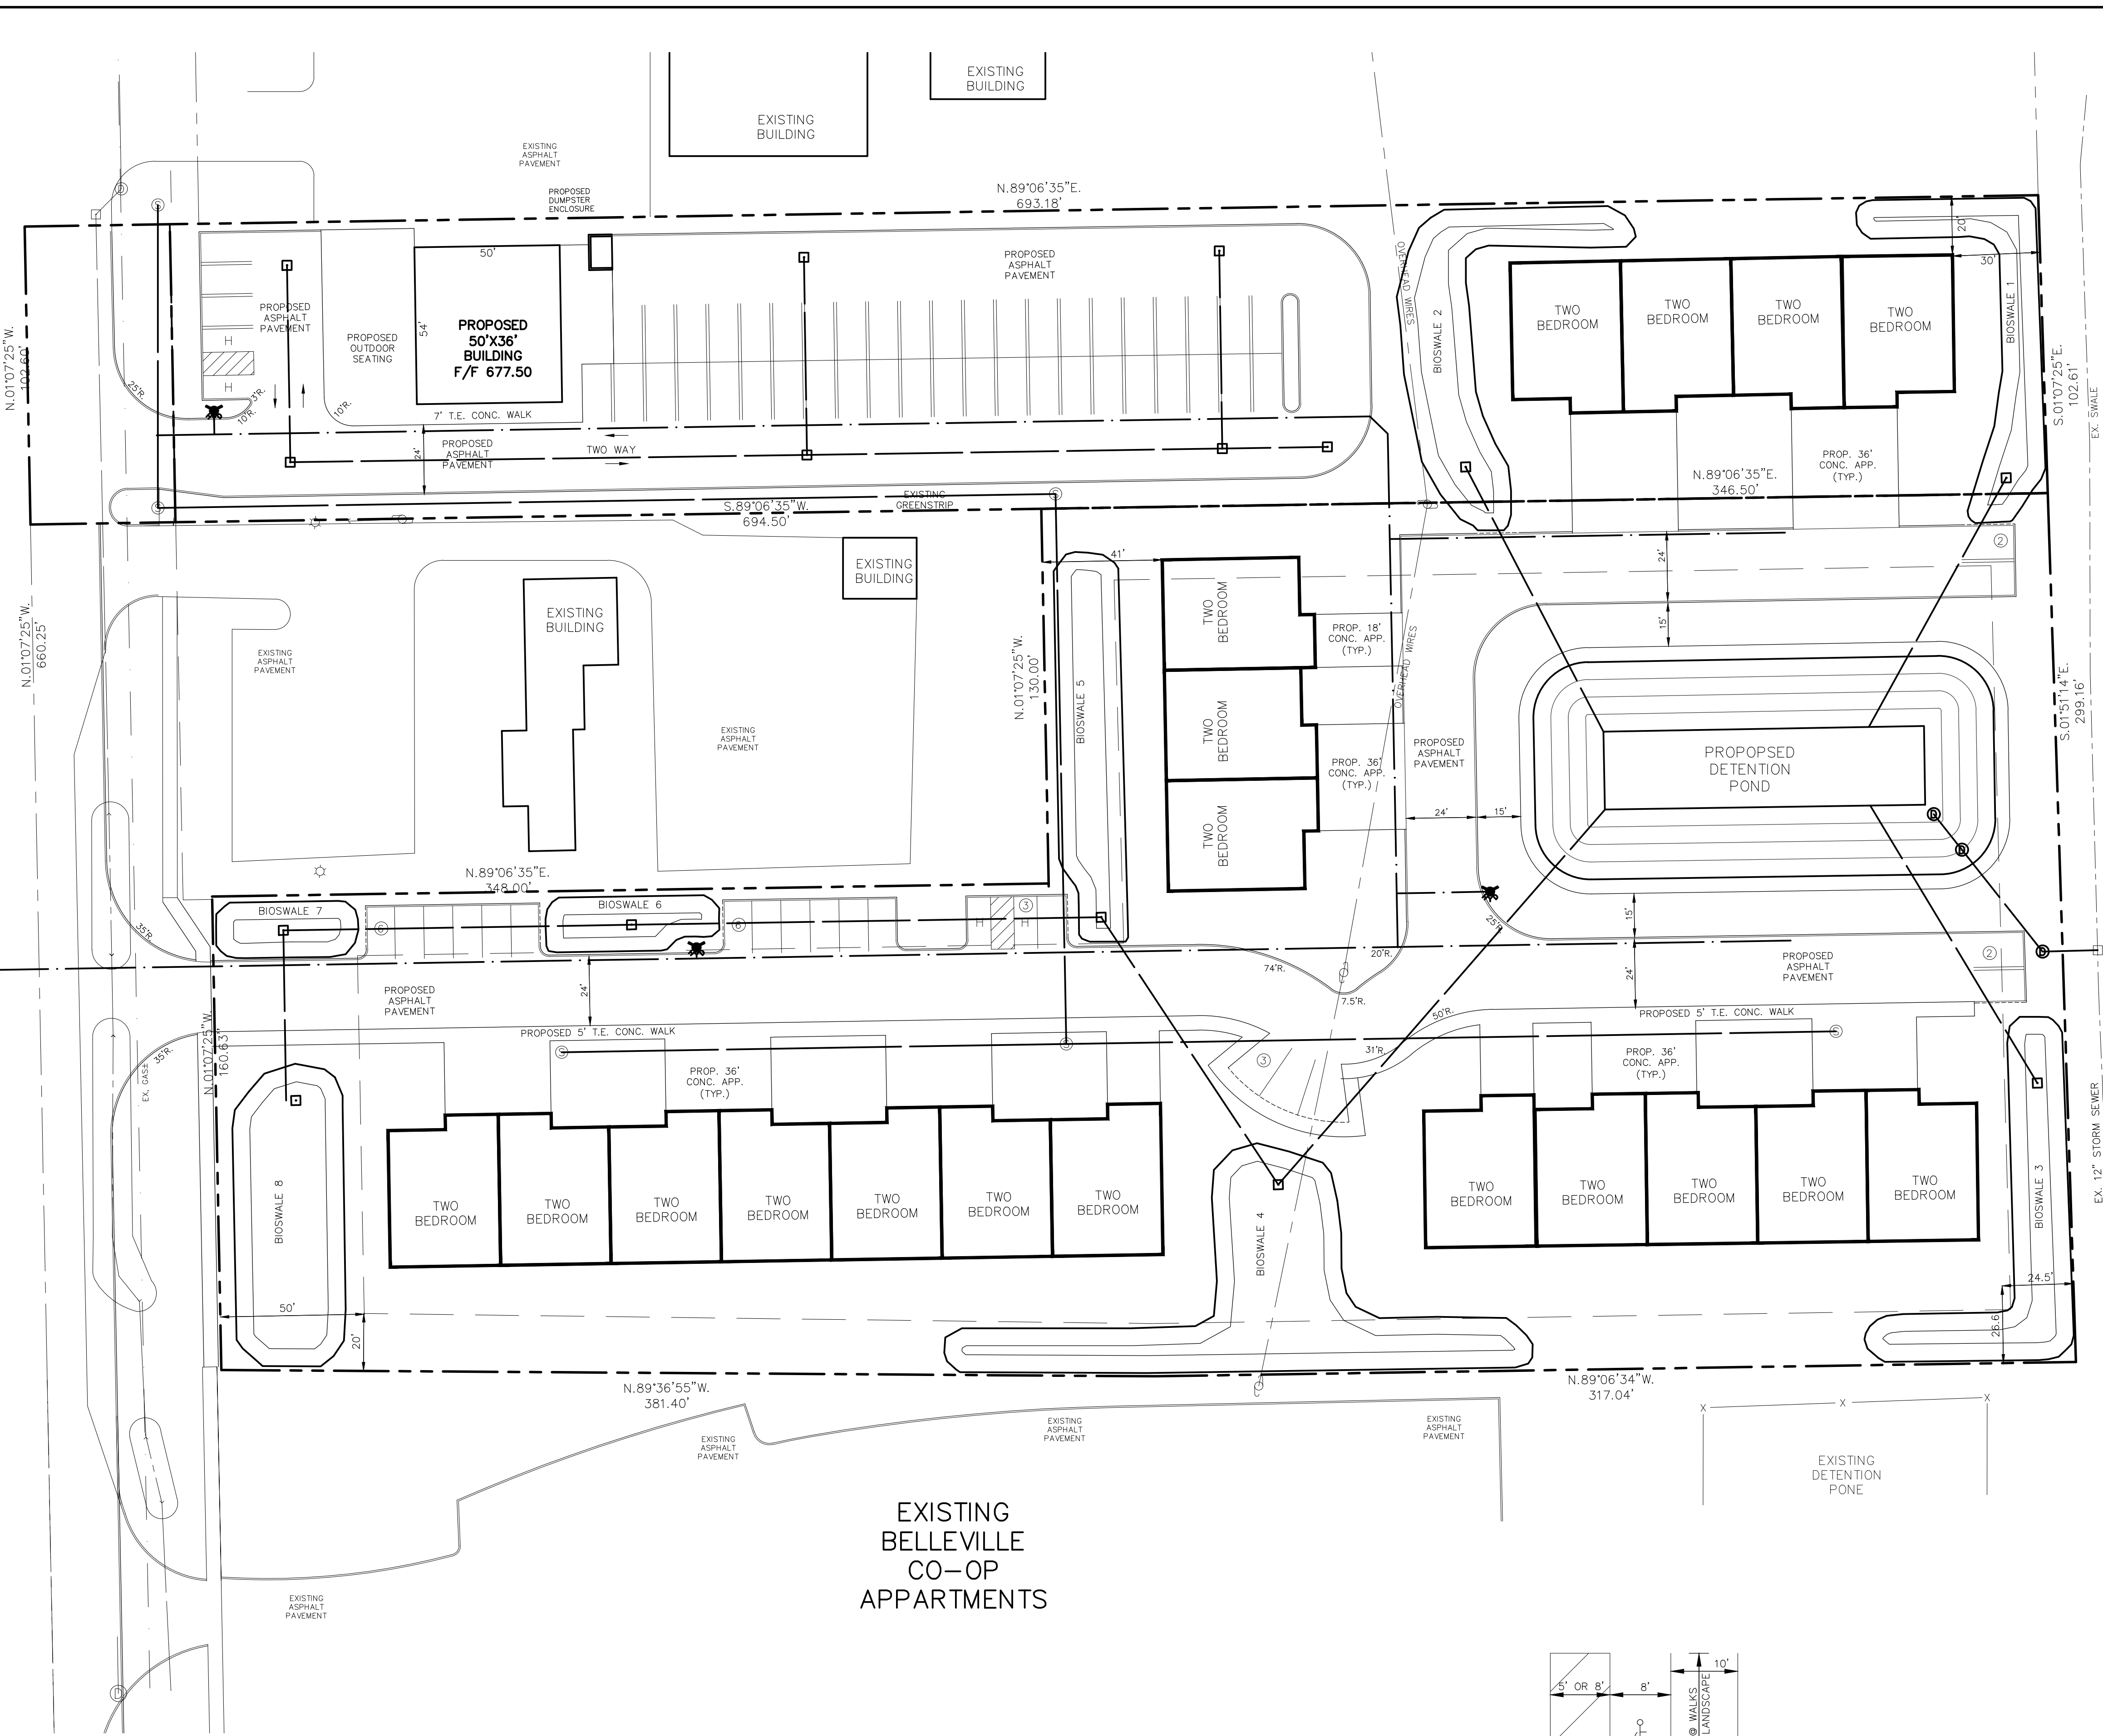 EXISTING
BUILDING
EXISTING
BUILDING
EXISTING
ASPHALT
PAVEMENT
PROPOSED
DUMPSTER
ENCLOSURE
N.89°06'35"E.
693.18'
D
S
50'
54'
PROPOSED
50'X36'
BUILDING
F/F 677.50
PROPOSED
ASPHALT
PAVEMENT
PROPOSED
OUTDOOR
SEATING
H
H
25'R.
10'R.
3'R.
10'R.
7' T.E. CONC. WALK
PROPOSED
ASPHALT
PAVEMENT
24'
TWO WAY
PROPOSED
ASPHALT
PAVEMENT
N.01°07'25"W.
102.60'
OVERHEAD WIRES
BIOSWALE 2
TWO
BEDROOM
TWO
BEDROOM
TWO
BEDROOM
TWO
BEDROOM
20'
30'
BIOSWALE 1
S.01°07'25"E.
102.61'
EX. SWALE
PROP. 36'
CONC. APP.
(TYP.)
N.89°06'35"E.
346.50'
S
S
EXISTING
GREENSTRIP
S.89°06'35"W.
694.50'
EXISTING
BUILDING
EXISTING
BUILDING
EXISTING
ASPHALT
PAVEMENT
EXISTING
ASPHALT
PAVEMENT
N.01°07'25"W.
660.25'
N.01°07'25"W.
130.00'
BIOSWALE 5
41'
TWO
BEDROOM
TWO
BEDROOM
TWO
BEDROOM
PROP. 18'
CONC. APP.
(TYP.)
PROP. 36'
CONC. APP.
(TYP.)
OVERHEAD WIRES
PROPOSED
ASPHALT
PAVEMENT
24'
15'
24'
15'
2
PROPOPSED
DETENTION
POND
D
D
D
S.01°51'14"E.
299.16'
N.89°06'35"E.
348.00'
BIOSWALE 7
6
BIOSWALE 6
6
H
H
3
35'R.
24'
25'R.
20'R.
74'R.
7.5'R.
50'R.
31'R.
15'
24'
PROPOSED
ASPHALT
PAVEMENT
2
PROPOSED
ASPHALT
PAVEMENT
PROPOSED 5' T.E. CONC. WALK
PROPOSED 5' T.E. CONC. WALK
N.01°07'25"W.
160.63'
35'R.
EX. GAS±
S
S
S
3
PROP. 36'
CONC. APP.
(TYP.)
PROP. 36'
CONC. APP.
(TYP.)
BIOSWALE 8
TWO
BEDROOM
TWO
BEDROOM
TWO
BEDROOM
TWO
BEDROOM
TWO
BEDROOM
TWO
BEDROOM
TWO
BEDROOM
BIOSWALE 4
TWO
BEDROOM
TWO
BEDROOM
TWO
BEDROOM
TWO
BEDROOM
TWO
BEDROOM
BIOSWALE 3
EX. 12" STORM SEWER
50'
20'
24.5'
26.6
N.89°36'55"W.
381.40'
N.89°06'34"W.
317.04'
EXISTING
ASPHALT
PAVEMENT
EXISTING
ASPHALT
PAVEMENT
EXISTING
ASPHALT
PAVEMENT
X
X
X
EXISTING
DETENTION
PONE
EXISTING
BELLEVILLE
CO-OP
APPARTMENTS
EXISTING
ASPHALT
PAVEMENT
D
5' OR 8'
8'
10'
@ WALKS
LANDSCAPE